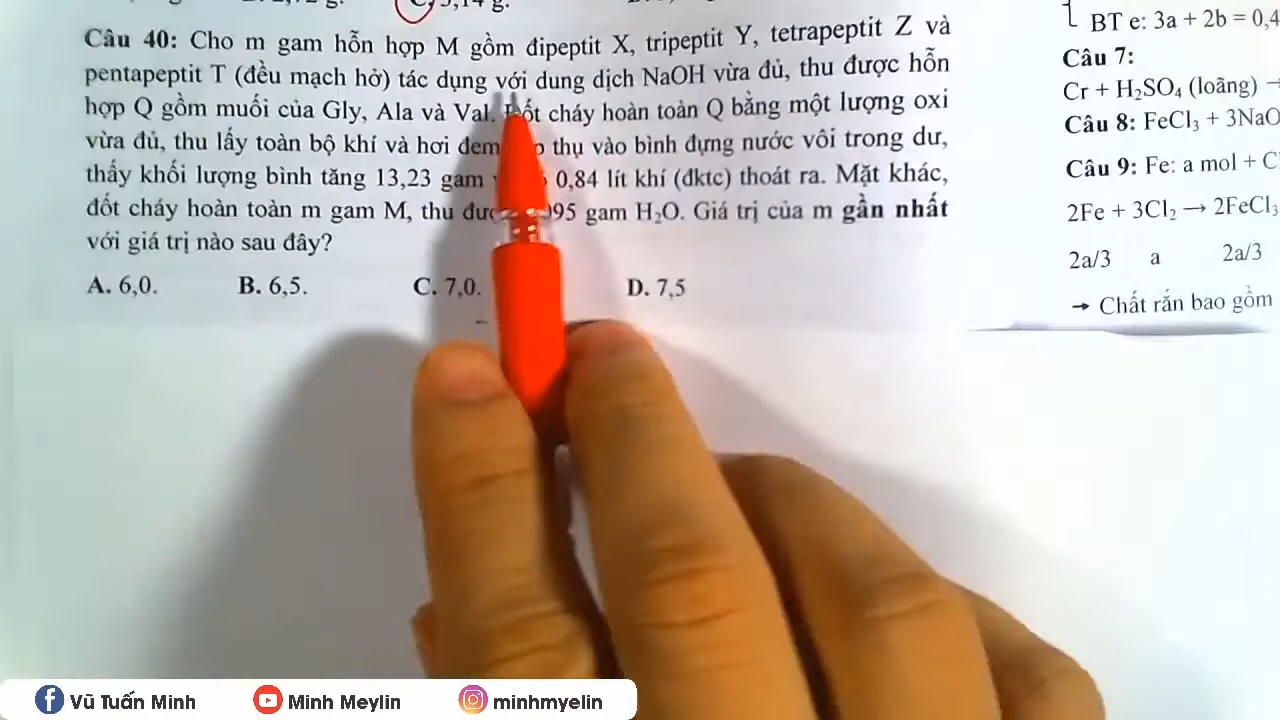 C. 3,14 g.
Câu 40: Cho m gam hỗn hợp M gồm đipeptit X, tripeptit Y, tetrapeptit Z và
pentapeptit T (đều mạch hở) tác dụng với dung dịch NaOH vừa đủ, thu được hỗn
hợp Q gồm muối của Gly, Ala và Val. cháy hoàn toàn Q bằng một lượng oxi
vừa đủ, thu lấy toàn bộ khí và hơi đem thụ vào bình đựng nước vôi trong dư,
thấy khối lượng bình tăng 13,23 gam 0,84 lít khí (đktc) thoát ra. Mặt khác,
đốt cháy hoàn toàn m gam M, thu 095 gam H₂O. Giá trị của m gần nhất
với giá trị nào sau đây?
A. 6,0. B. 6,5. C. 7,0. D. 7,5
BT e: 3a + 2b = 0,4
Câu 7:
Cr + H₂SO₄ (loãng) →
Câu 8: FeCl₃ + 3NaO
Câu 9: Fe: a mol + C
2Fe + 3Cl₂ → 2FeCl₃
2a/3 a 2a/3
→ Chất rắn bao gồm
Vũ Tuấn Minh Minh Meylin minhmyelin